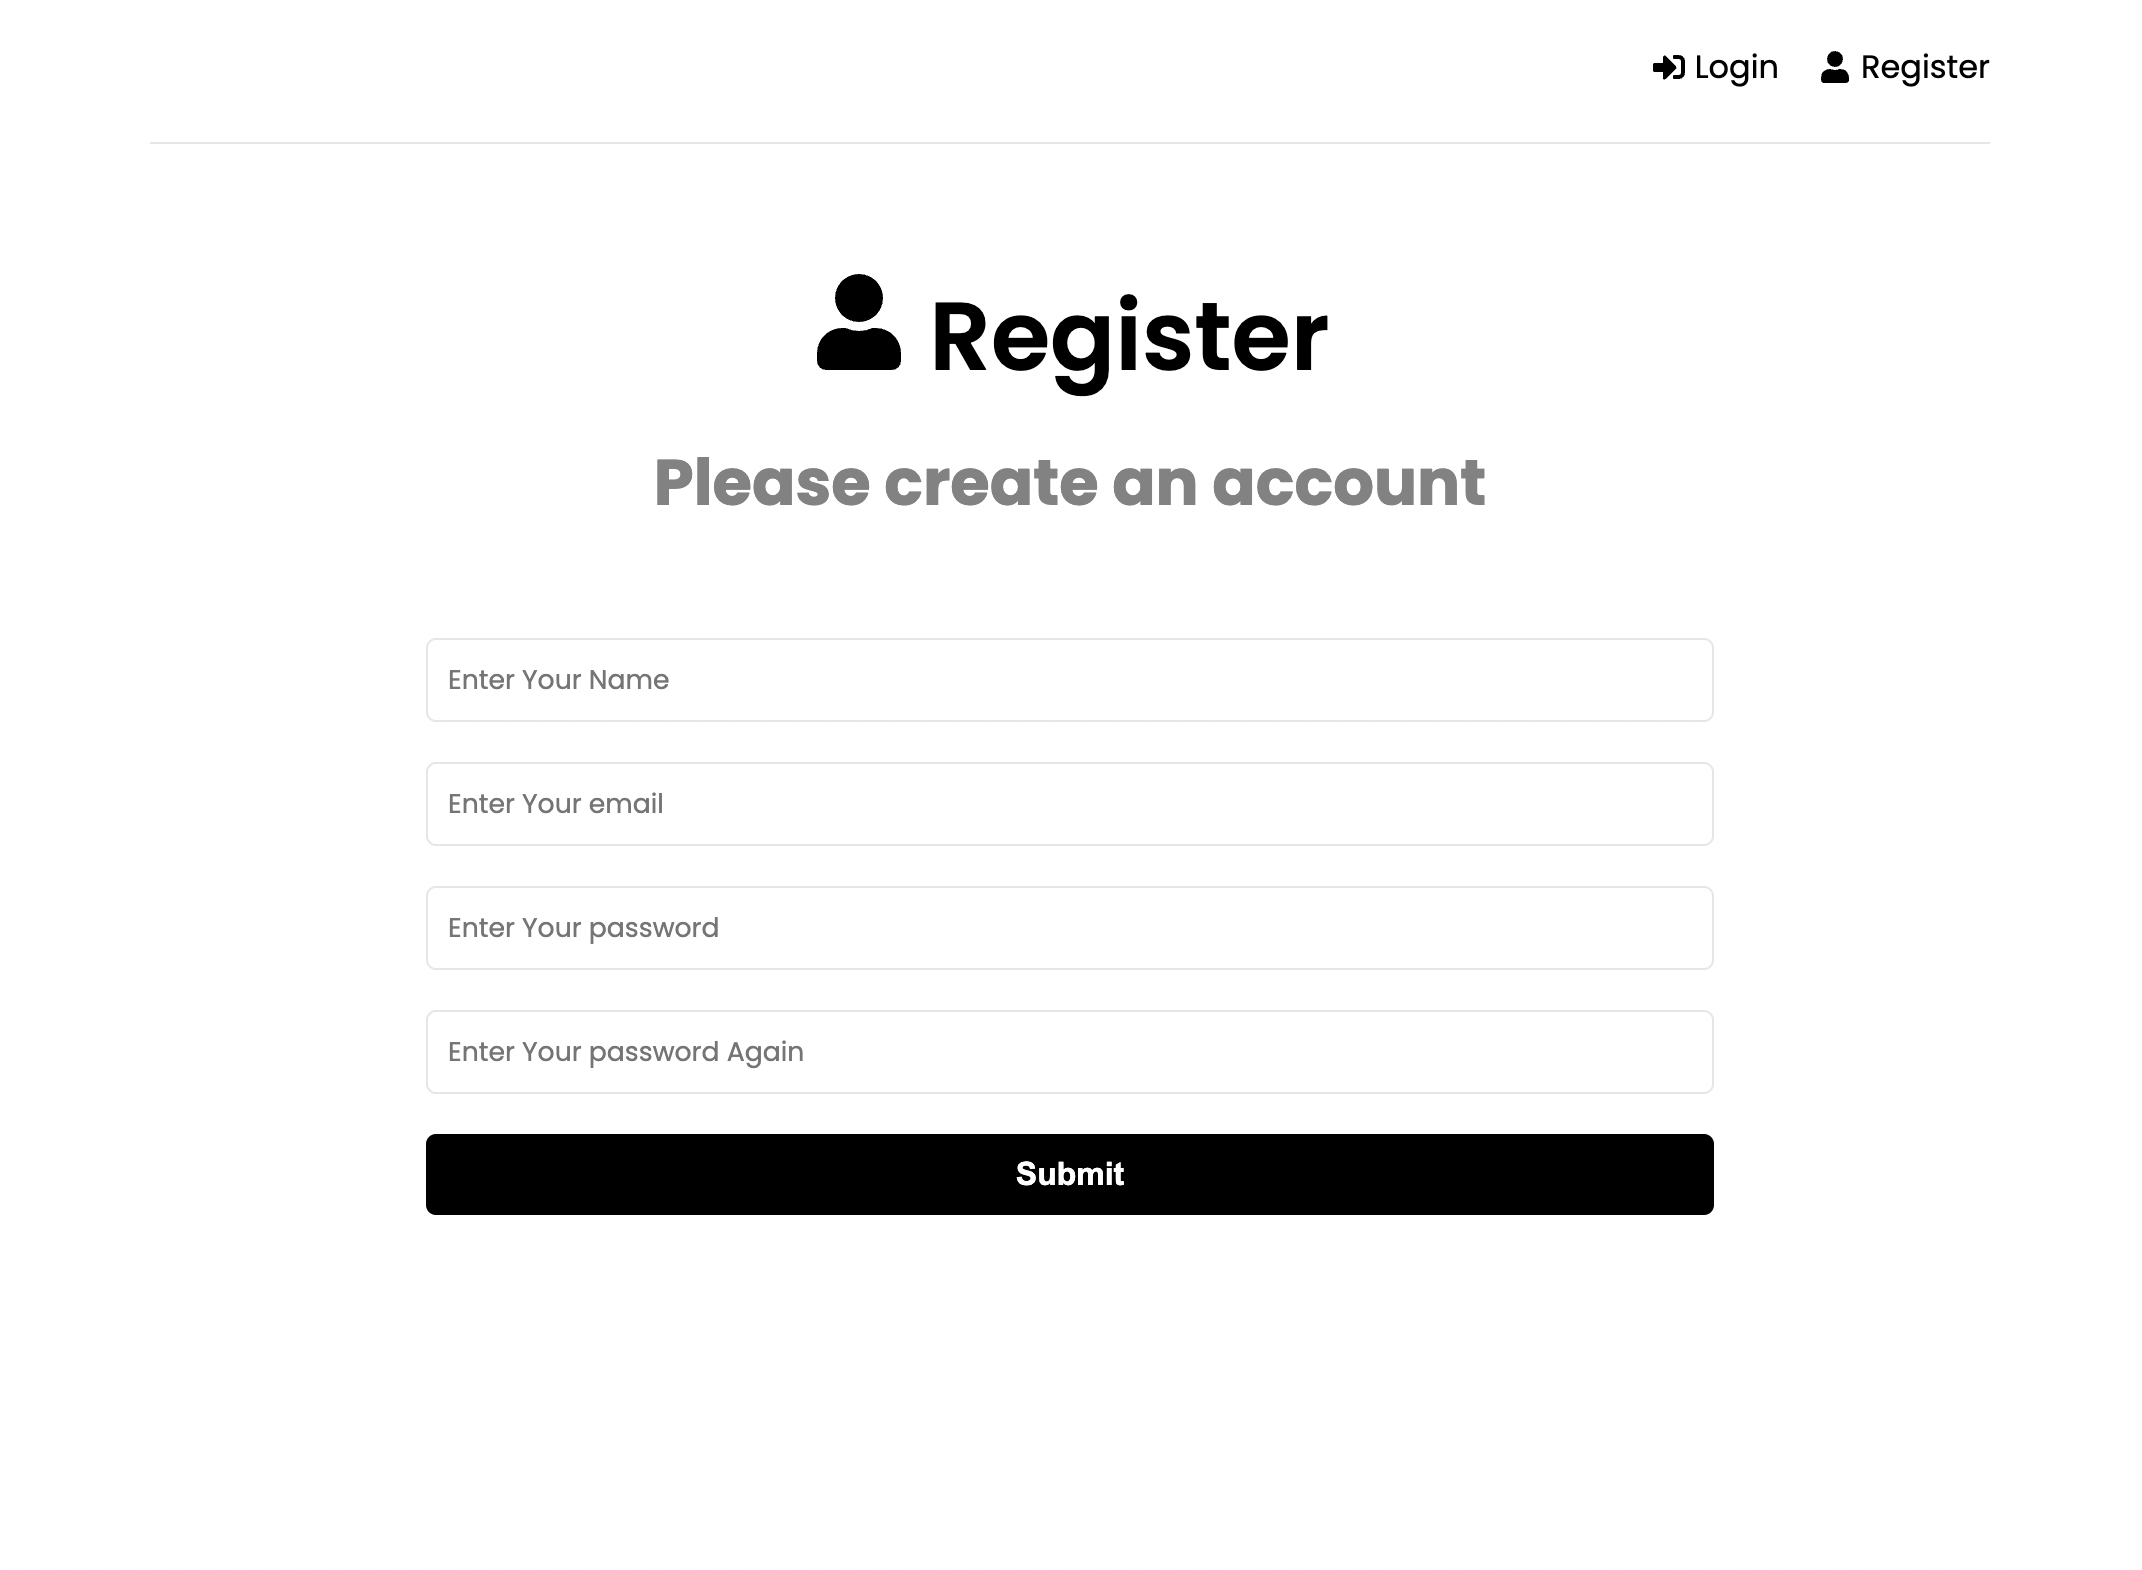 Login Register
Register
Please create an account
Enter Your Name
Enter Your email
Enter Your password
Enter Your password Again
Submit